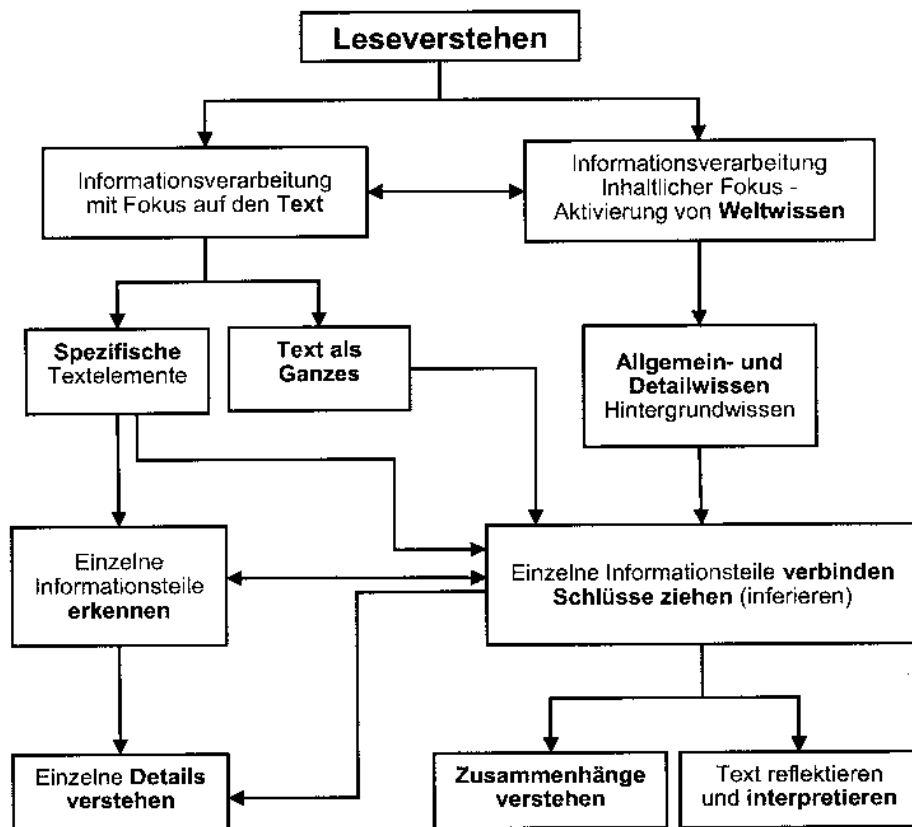 Leseverstehen
Informationsverarbeitung
mit Fokus auf den Text
Informationsverarbeitung
Inhaltlicher Fokus -
Aktivierung von Weltwissen
Spezifische
Textelemente
Text als
Ganzes
Allgemein- und
Detailwissen
Hintergrundwissen
Einzelne
Informationsteile
erkennen
Einzelne Informationsteile verbinden
Schlüsse ziehen (inferieren)
Einzelne Details
verstehen
Zusammenhänge
verstehen
Text reflektieren
und interpretieren